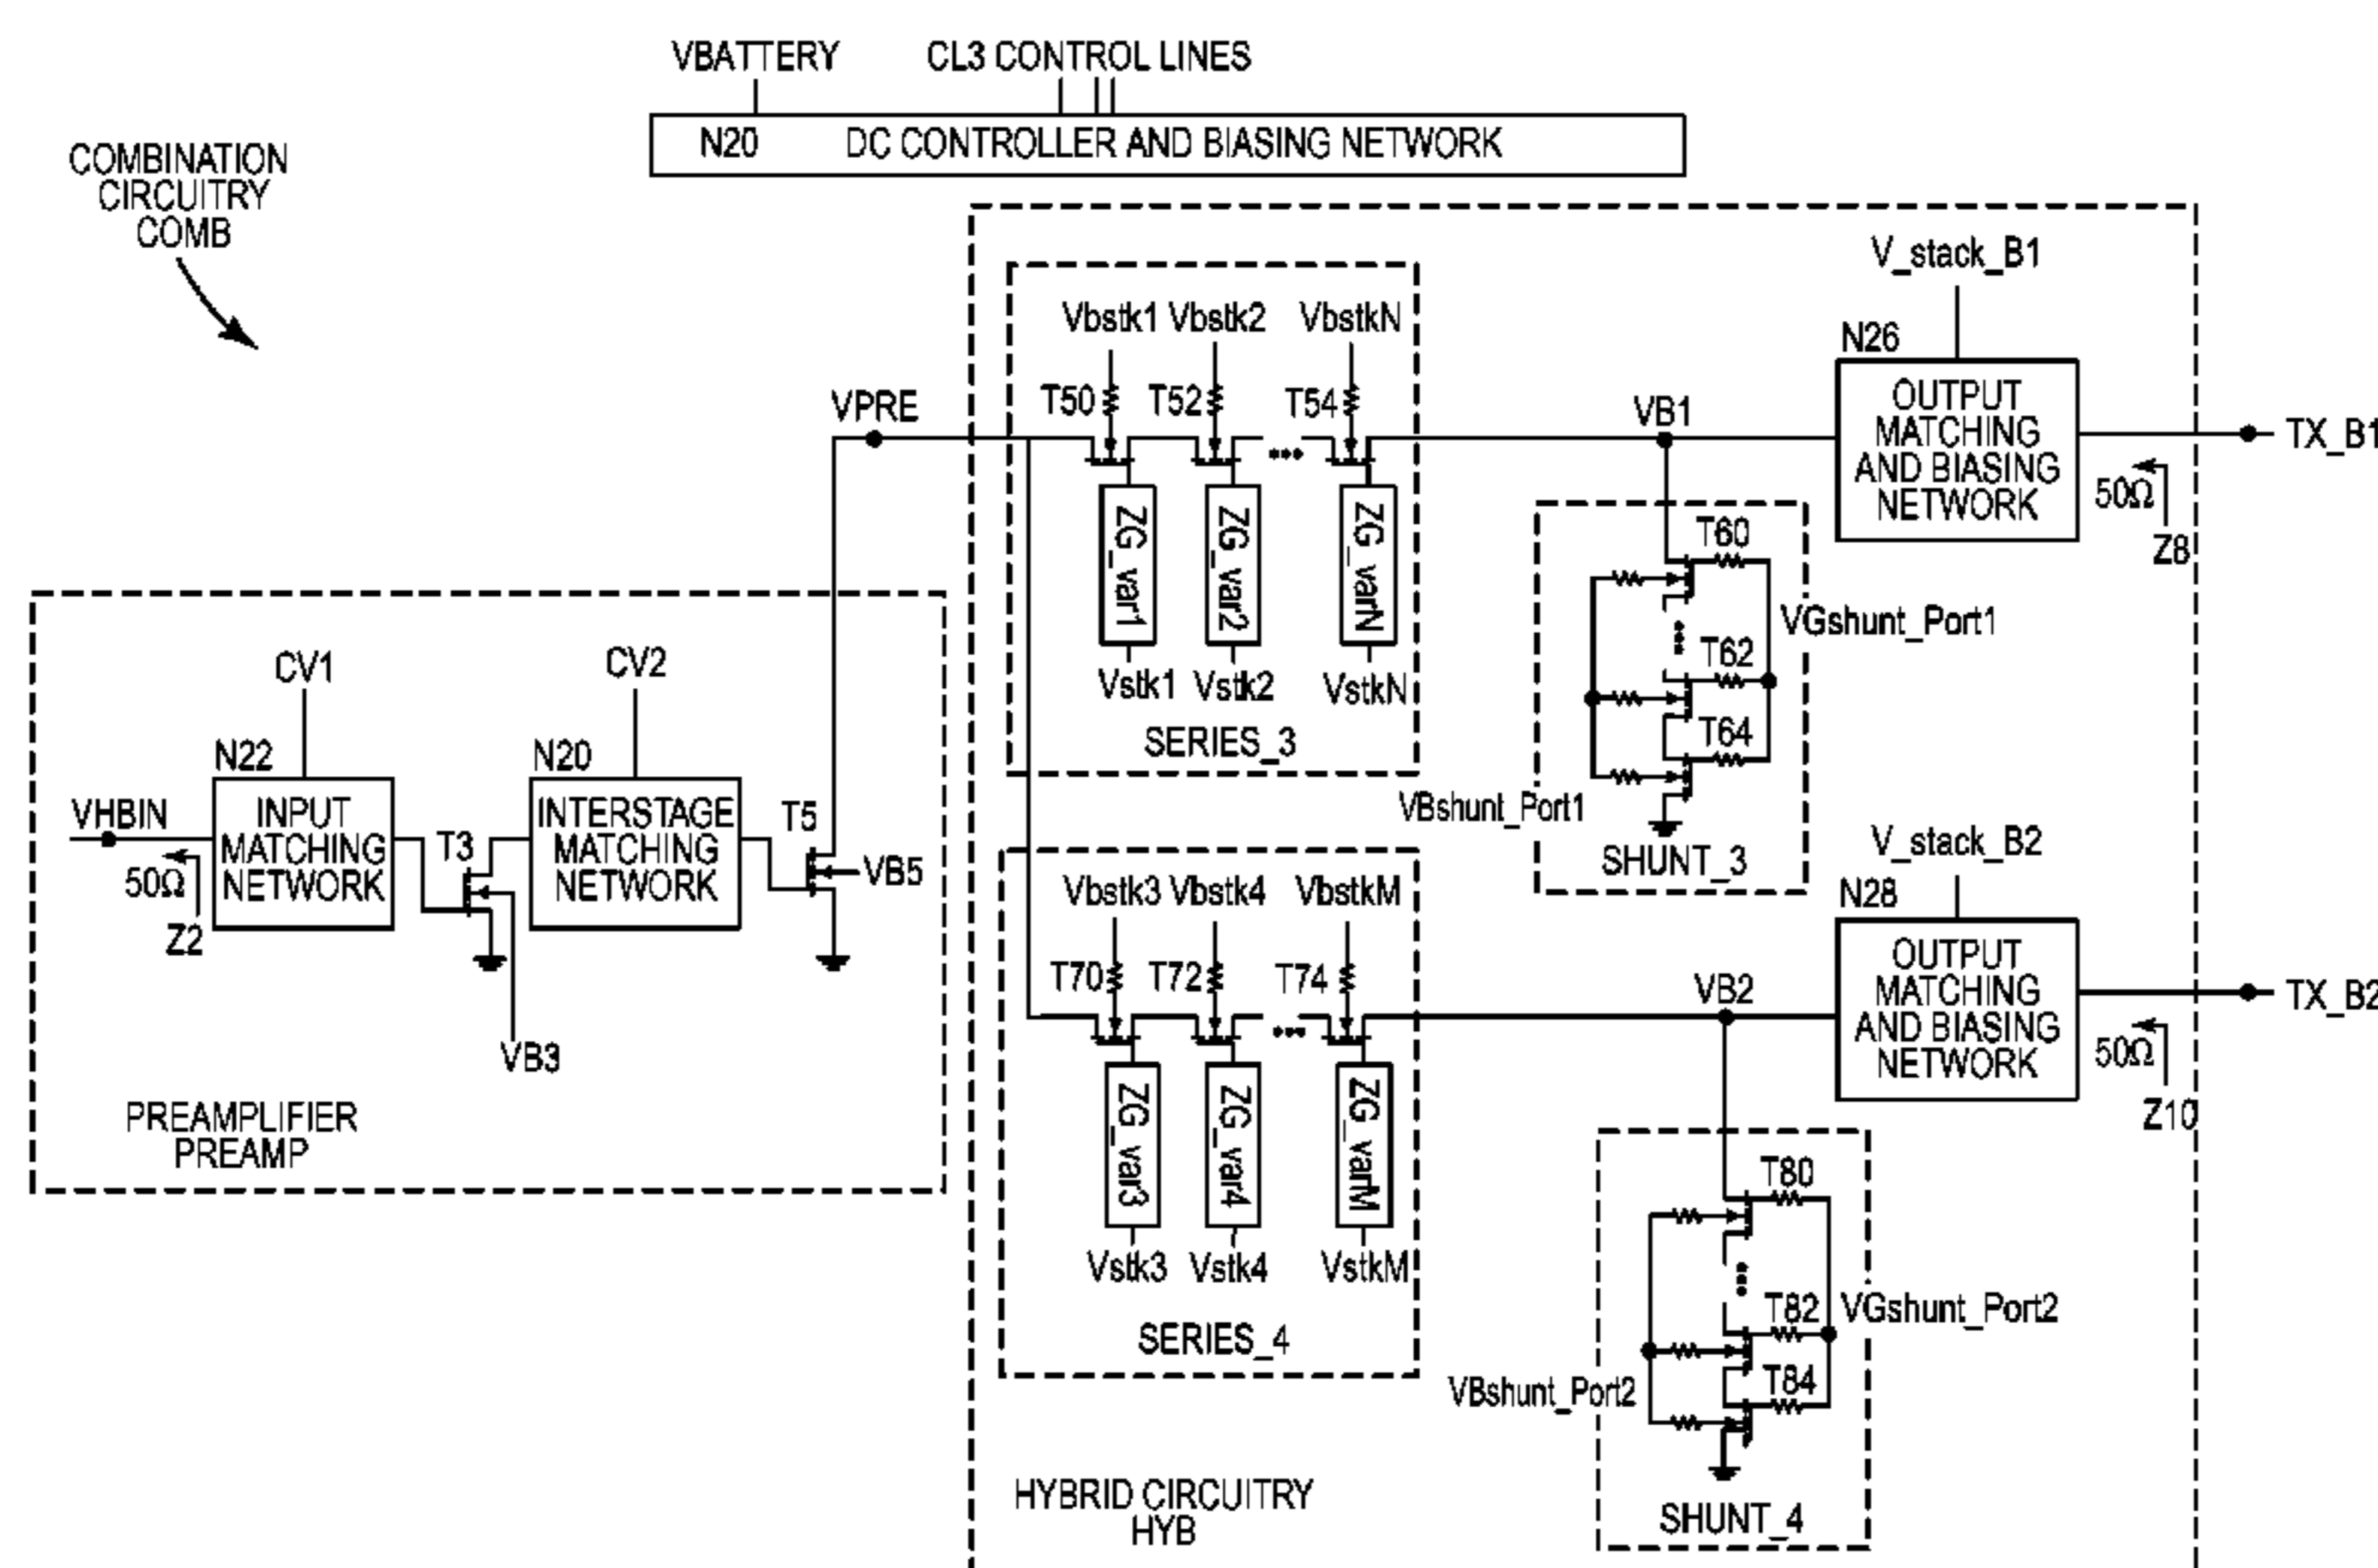 VBATTERY
CL3 CONTROL LINES
N20 DC CONTROLLER AND BIASING NETWORK
COMBINATION
CIRCUITRY
COMB
V_stack_B1
Vbstk1 Vbstk2 VbstkN
N26
T50 T52 T54
VPRE
VB1
OUTPUT
MATCHING
AND BIASING
NETWORK
TX_B1
50Ω
Z8
ZG_var1
ZG_var2
ZG_varN
Vstk1 Vstk2 VstkN
SERIES_3
T60
VGshunt_Port1
T62
T64
VBshunt_Port1
SHUNT_3
CV1
CV2
N22
N20
VHBIN
INPUT
MATCHING
NETWORK
T3
INTERSTAGE
MATCHING
NETWORK
T5
VB5
50Ω
Z2
VB3
PREAMPLIFIER
PREAMP
V_stack_B2
Vbstk3 Vbstk4 VbstkM
N28
T70 T72 T74
VB2
OUTPUT
MATCHING
AND BIASING
NETWORK
TX_B2
50Ω
Z10
ZG_var3
ZG_var4
ZG_varM
Vstk3 Vstk4 VstkM
SERIES_4
T80
T82
VGshunt_Port2
T84
VBshunt_Port2
SHUNT_4
HYBRID CIRCUITRY
HYB